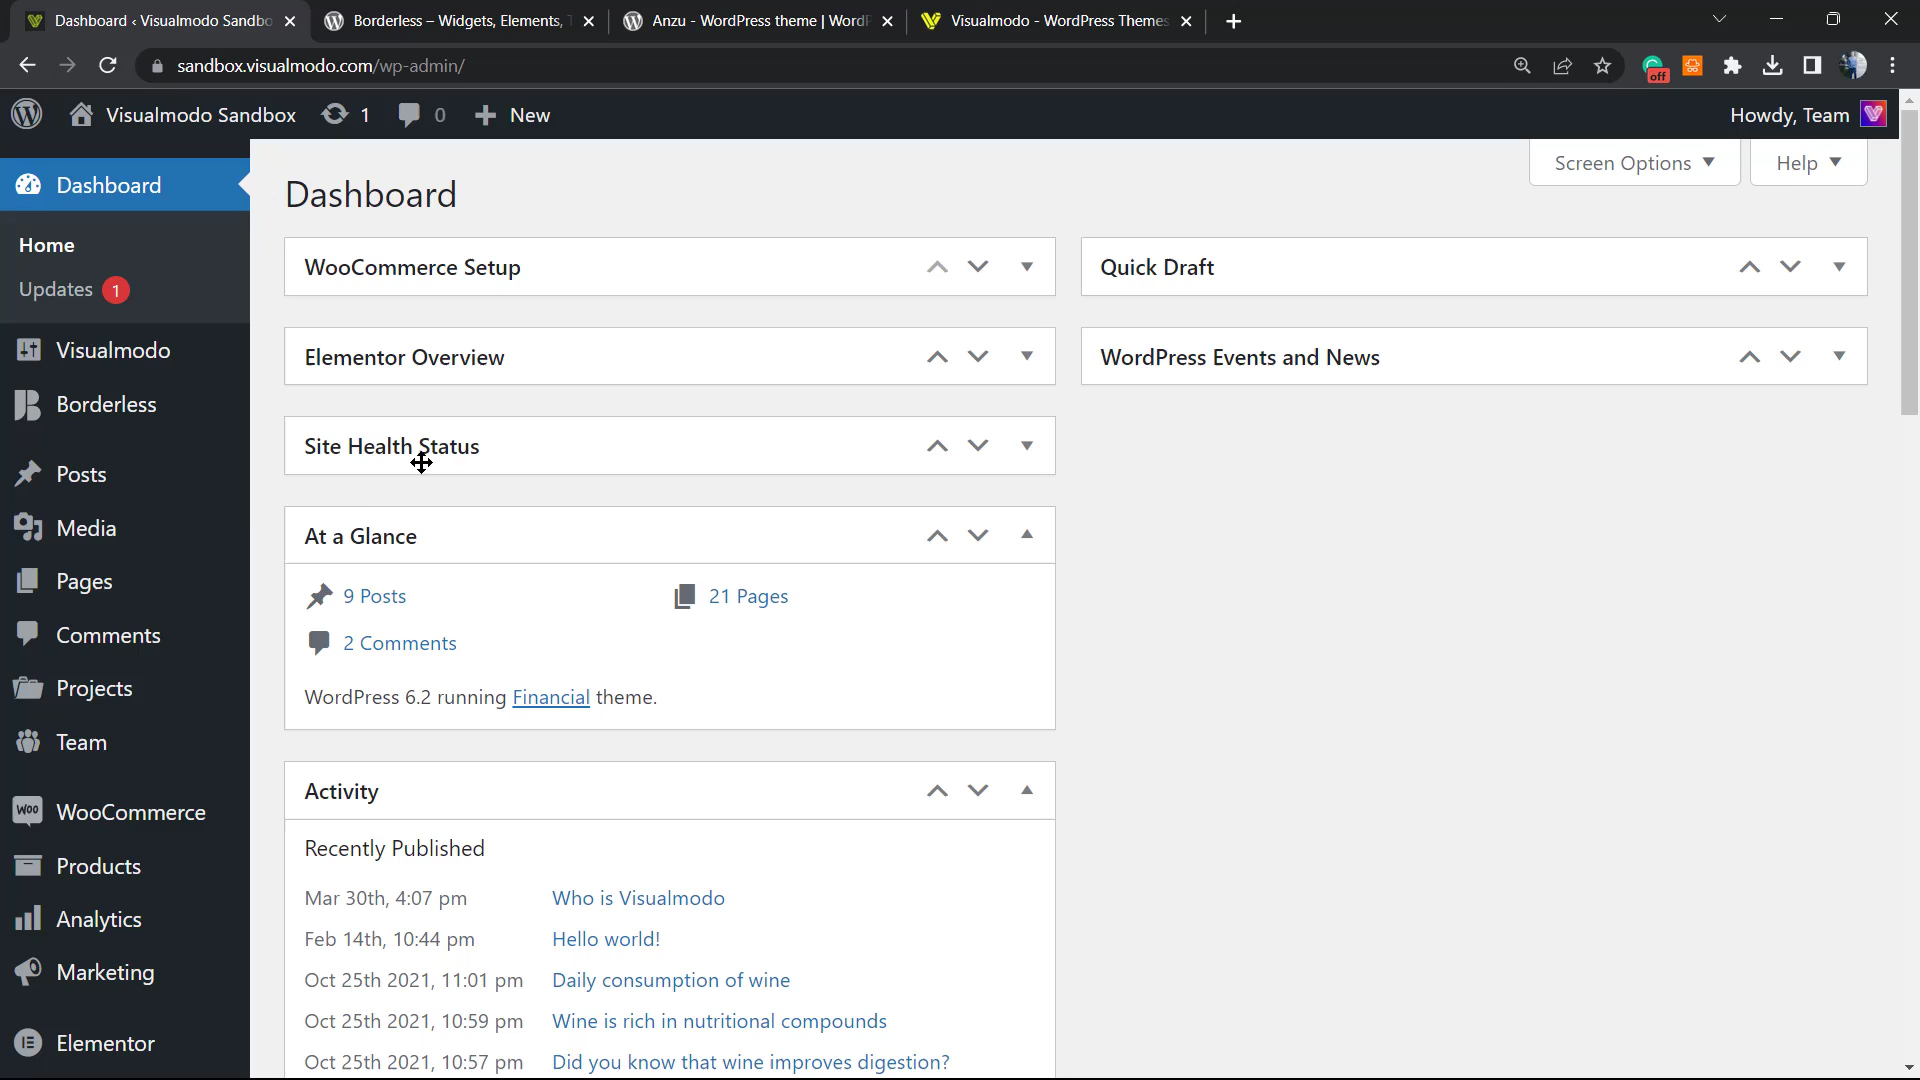 Dashboard ‹ Visualmodo Sandbo
Borderless – Widgets, Elements,
Anzu - WordPress theme | Word
Visualmodo - WordPress Themes
sandbox.visualmodo.com/wp-admin/
off
Visualmodo Sandbox
1
0
New
Howdy, Team
Dashboard
Home
Updates 1
Visualmodo
Borderless
Posts
Media
Pages
Comments
Projects
Team
Woo WooCommerce
Products
Analytics
Marketing
Elementor
Screen Options
Help
Dashboard
WooCommerce Setup
Elementor Overview
Site Health Status
At a Glance
9 Posts
21 Pages
2 Comments
WordPress 6.2 running Financial theme.
Activity
Recently Published
Mar 30th, 4:07 pm Who is Visualmodo
Feb 14th, 10:44 pm Hello world!
Oct 25th 2021, 11:01 pm Daily consumption of wine
Oct 25th 2021, 10:59 pm Wine is rich in nutritional compounds
Oct 25th 2021, 10:57 pm Did you know that wine improves digestion?
Quick Draft
WordPress Events and News